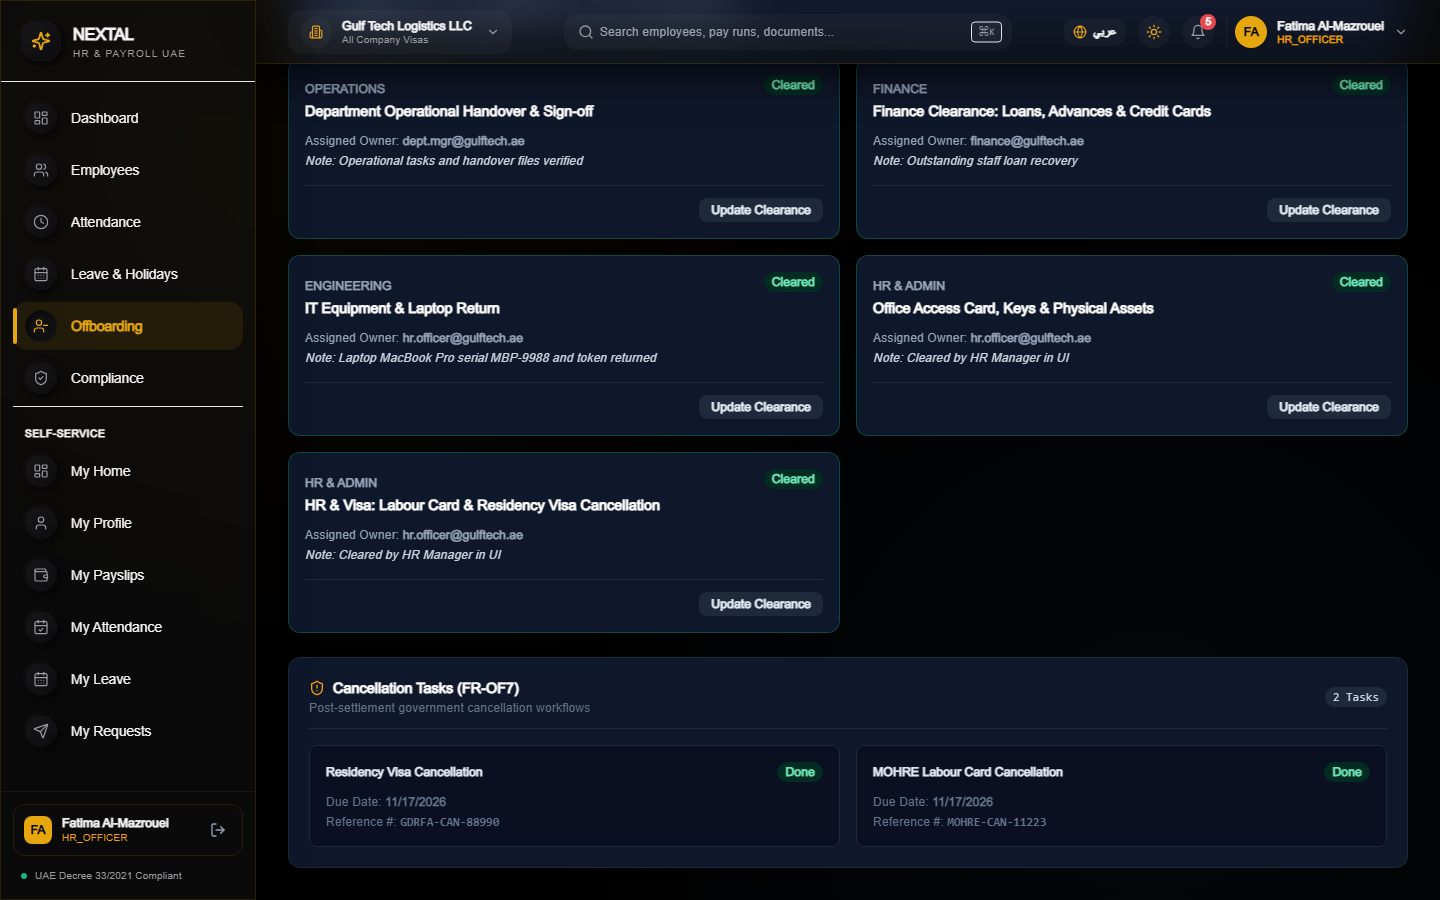 NEXTAL
HR & PAYROLL UAE
Dashboard
Employees
Attendance
Leave & Holidays
Offboarding
Compliance
SELF-SERVICE
My Home
My Profile
My Payslips
My Attendance
My Leave
My Requests
FA
Fatima Al-Mazrouei
HR_OFFICER
UAE Decree 33/2021 Compliant
Gulf Tech Logistics LLC
All Company Visas
Search employees, pay runs, documents...
⌘K
عربي
5
FA
Fatima Al-Mazrouei
HR_OFFICER
OPERATIONS
Cleared
Department Operational Handover & Sign-off
Assigned Owner: dept.mgr@gulftech.ae
Note: Operational tasks and handover files verified
Update Clearance
FINANCE
Cleared
Finance Clearance: Loans, Advances & Credit Cards
Assigned Owner: finance@gulftech.ae
Note: Outstanding staff loan recovery
Update Clearance
ENGINEERING
Cleared
IT Equipment & Laptop Return
Assigned Owner: hr.officer@gulftech.ae
Note: Laptop MacBook Pro serial MBP-9988 and token returned
Update Clearance
HR & ADMIN
Cleared
Office Access Card, Keys & Physical Assets
Assigned Owner: hr.officer@gulftech.ae
Note: Cleared by HR Manager in UI
Update Clearance
HR & ADMIN
Cleared
HR & Visa: Labour Card & Residency Visa Cancellation
Assigned Owner: hr.officer@gulftech.ae
Note: Cleared by HR Manager in UI
Update Clearance
Cancellation Tasks (FR-OF7)
Post-settlement government cancellation workflows
2 Tasks
Residency Visa Cancellation
Done
Due Date: 11/17/2026
Reference #: GDRFA-CAN-88990
MOHRE Labour Card Cancellation
Done
Due Date: 11/17/2026
Reference #: MOHRE-CAN-11223